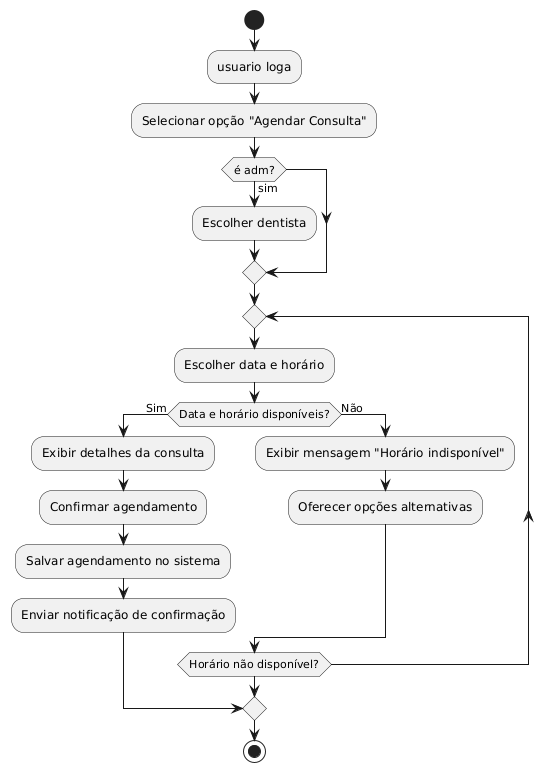 usuario loga
Selecionar opção "Agendar Consulta"
é adm?
sim
Escolher dentista
Escolher data e horário
Sim
Data e horário disponíveis?
Não
Exibir detalhes da consulta
Exibir mensagem "Horário indisponível"
Confirmar agendamento
Oferecer opções alternativas
Salvar agendamento no sistema
Enviar notificação de confirmação
Horário não disponível?